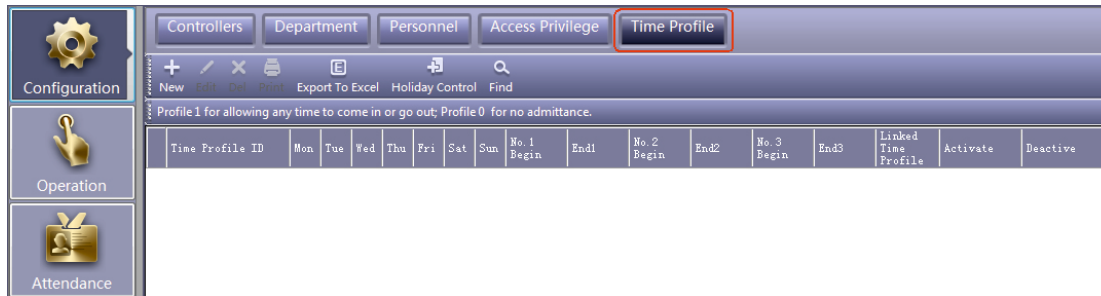 Controllers Department Personnel Access Privilege Time Profile
Configuration
New Edit Del Print Export To Excel Holiday Control Find
Profile 1 for allowing any time to come in or go out; Profile 0 for no admittance.
Time Profile ID Mon Tue Wed Thu Fri Sat Sun No.1 Begin End1 No.2 Begin End2 No.3 Begin End3 Linked Time Profile Activate Deactive
Operation
Attendance